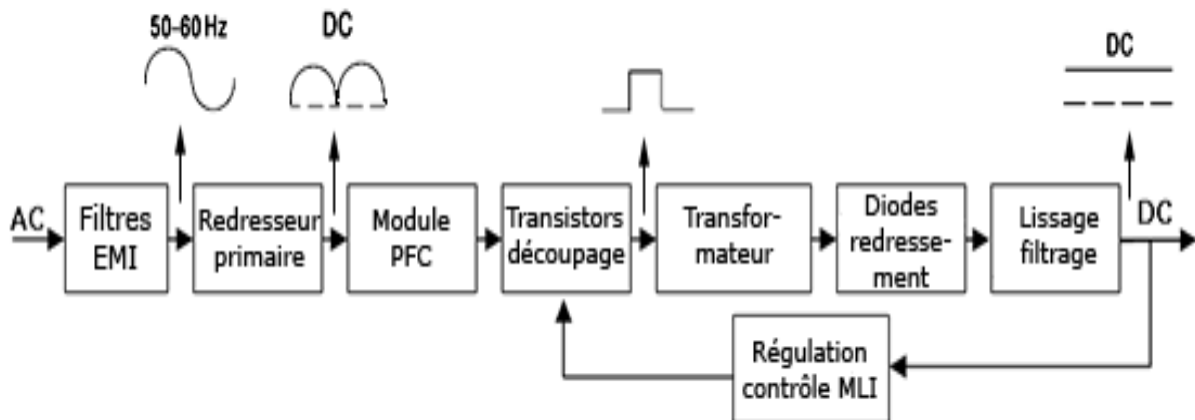 50-60 Hz
DC
DC
AC
Filtres
EMI
Redresseur
primaire
Module
PFC
Transistors
découpage
Transfor-
mateur
Diodes
redresse-
ment
Lissage
filtrage
DC
Régulation
contrôle MLI